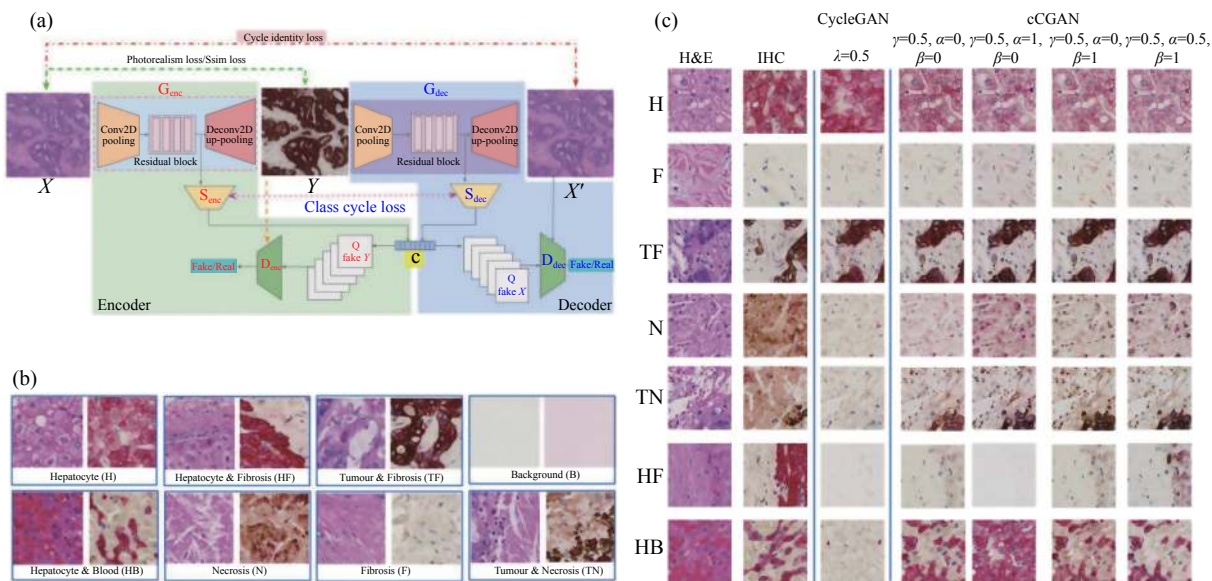 (a)
Cycle identity loss
Photorealism loss/Ssim loss
G_enc
G_dec
Conv2D
pooling
Residual block
Deconv2D
up-pooling
Conv2D
pooling
Residual block
Deconv2D
up-pooling
X
Y
X′
S_enc
S_dec
Class cycle loss
Q
fake Y
c
D_enc
Fake/Real
Q
fake X
D_dec
Fake/Real
Encoder
Decoder
(b)
Hepatocyte (H)
Hepatocyte & Fibrosis (HF)
Tumour & Fibrosis (TF)
Background (B)
Hepatocyte & Blood (HB)
Necrosis (N)
Fibrosis (F)
Tumour & Necrosis (TN)
(c)
CycleGAN
cCGAN
H&E
IHC
λ=0.5
γ=0.5, α=0,
β=0
γ=0.5, α=1,
β=0
γ=0.5, α=0,
β=1
γ=0.5, α=0.5,
β=1
H
F
TF
N
TN
HF
HB